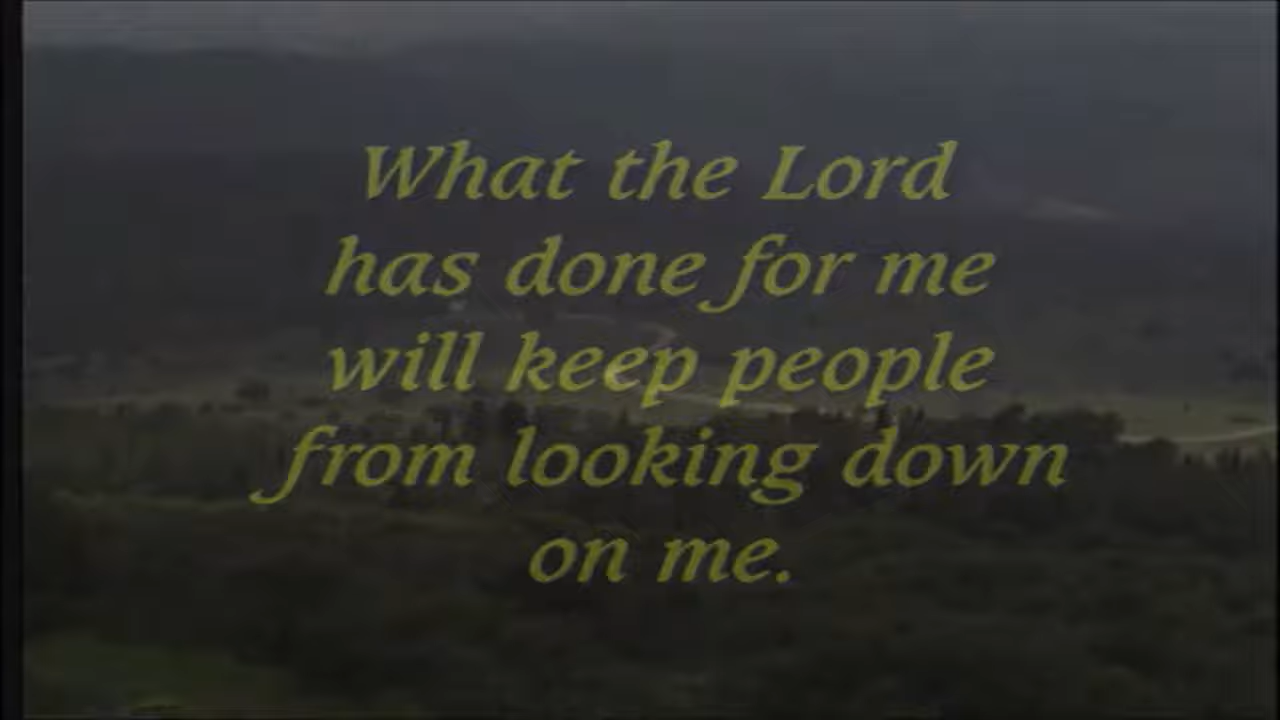 What the Lord
has done for me
will keep people
from looking down
on me.